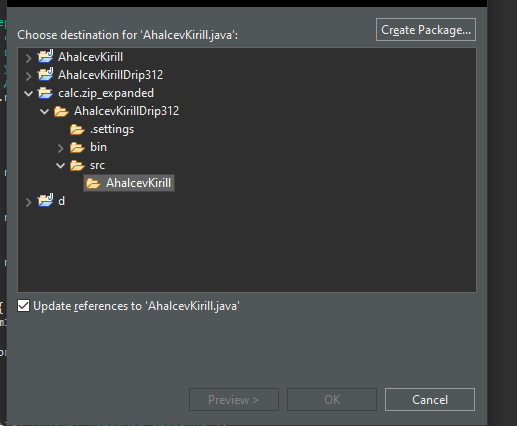 Choose destination for 'AhalcevKirill.java':
Create Package...
AhalcevKirill
AhalcevKirillDrip312
calc.zip_expanded
AhalcevKirillDrip312
.settings
bin
src
AhalcevKirill
d
Update references to 'AhalcevKirill.java'
Preview >
OK
Cancel